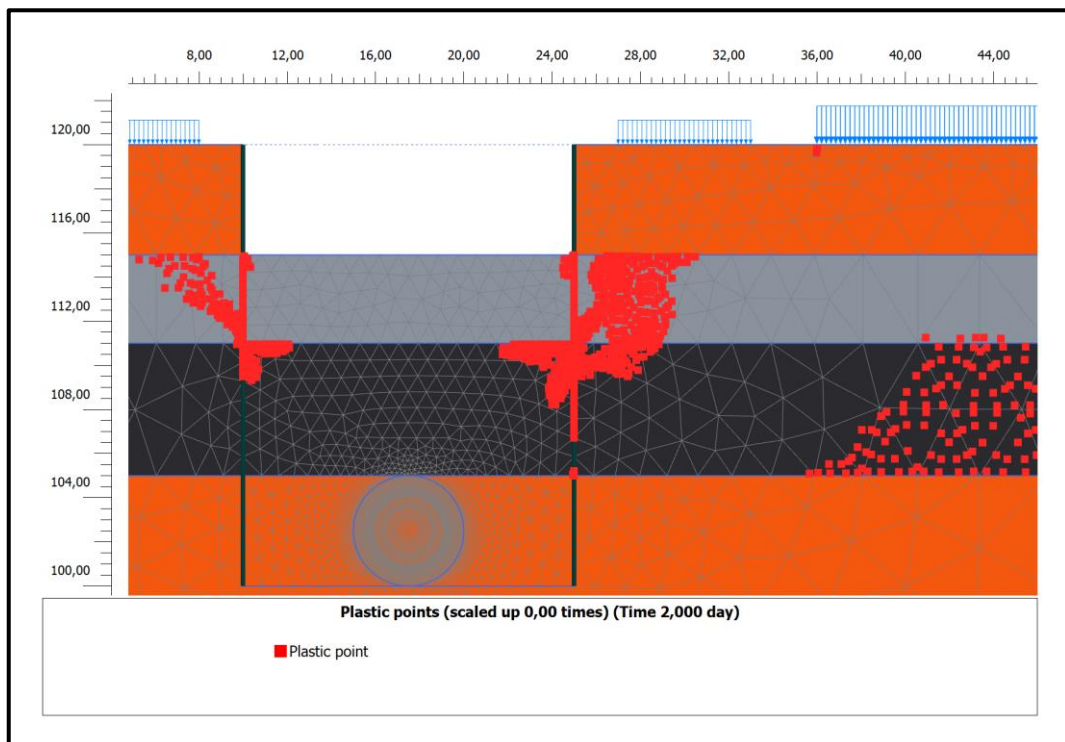 8,00 12,00 16,00 20,00 24,00 28,00 32,00 36,00 40,00 44,00
120,00
116,00
112,00
108,00
104,00
100,00
Plastic points (scaled up 0,00 times) (Time 2,000 day)
Plastic point